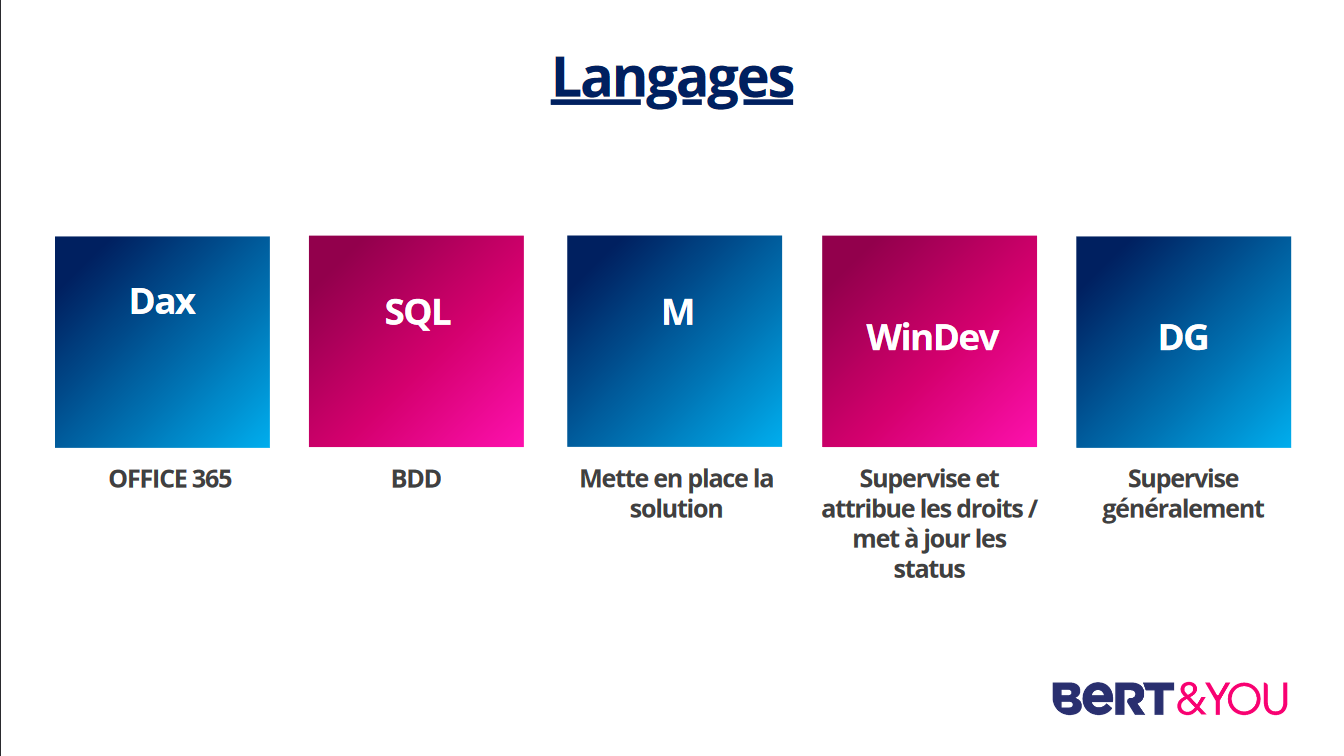 Langages
Dax
SQL
M
WinDev
DG
OFFICE 365
BDD
Mette en place la
solution
Supervise et
attribue les droits /
met à jour les
status
Supervise
généralement
BERT&YOU